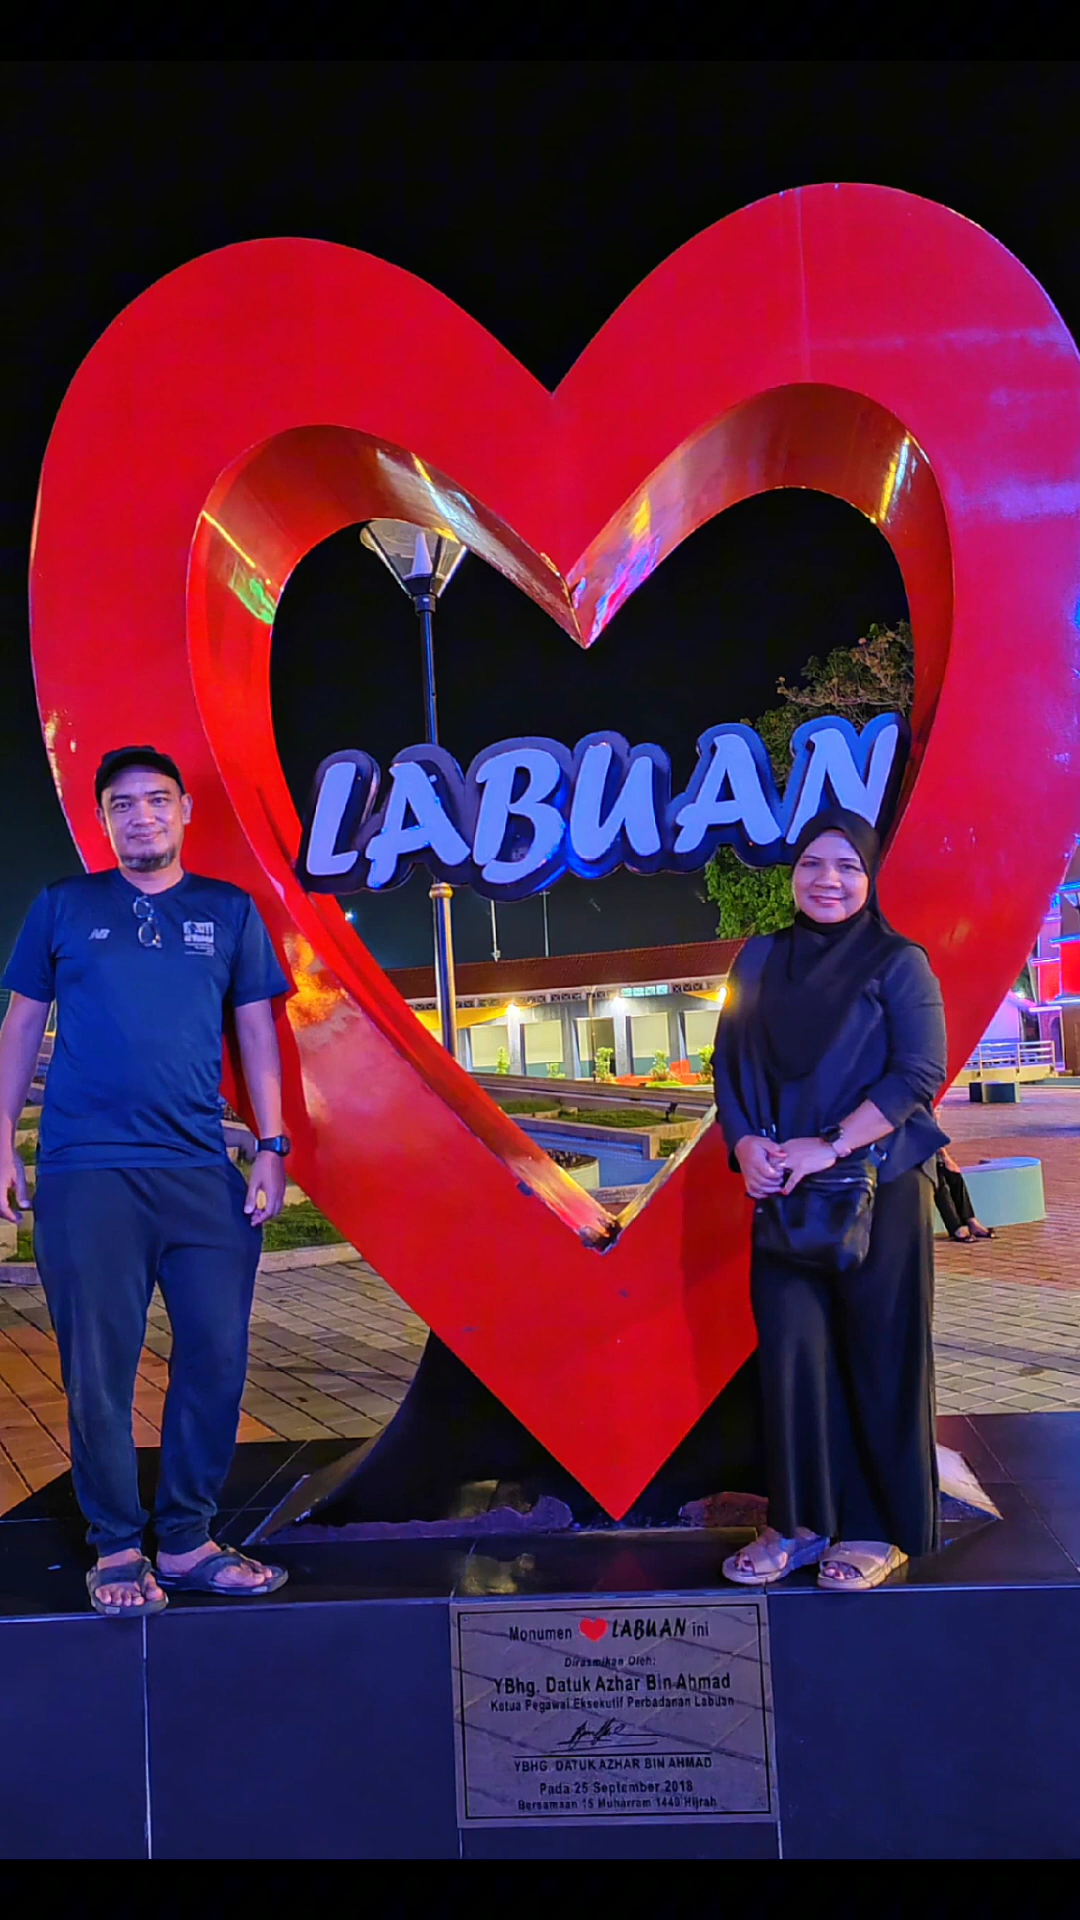 LABUAN
NB
Monumen ❤ LABUAN ini
Dirasmikan Oleh:
YBhg. Datuk Azhar Bin Ahmad
Ketua Pegawai Eksekutif Perbadanan Labuan
YBHG. DATUK AZHAR BIN AHMAD
Pada 25 September 2018
Bersamaan 15 Muharram 1440 Hijrah